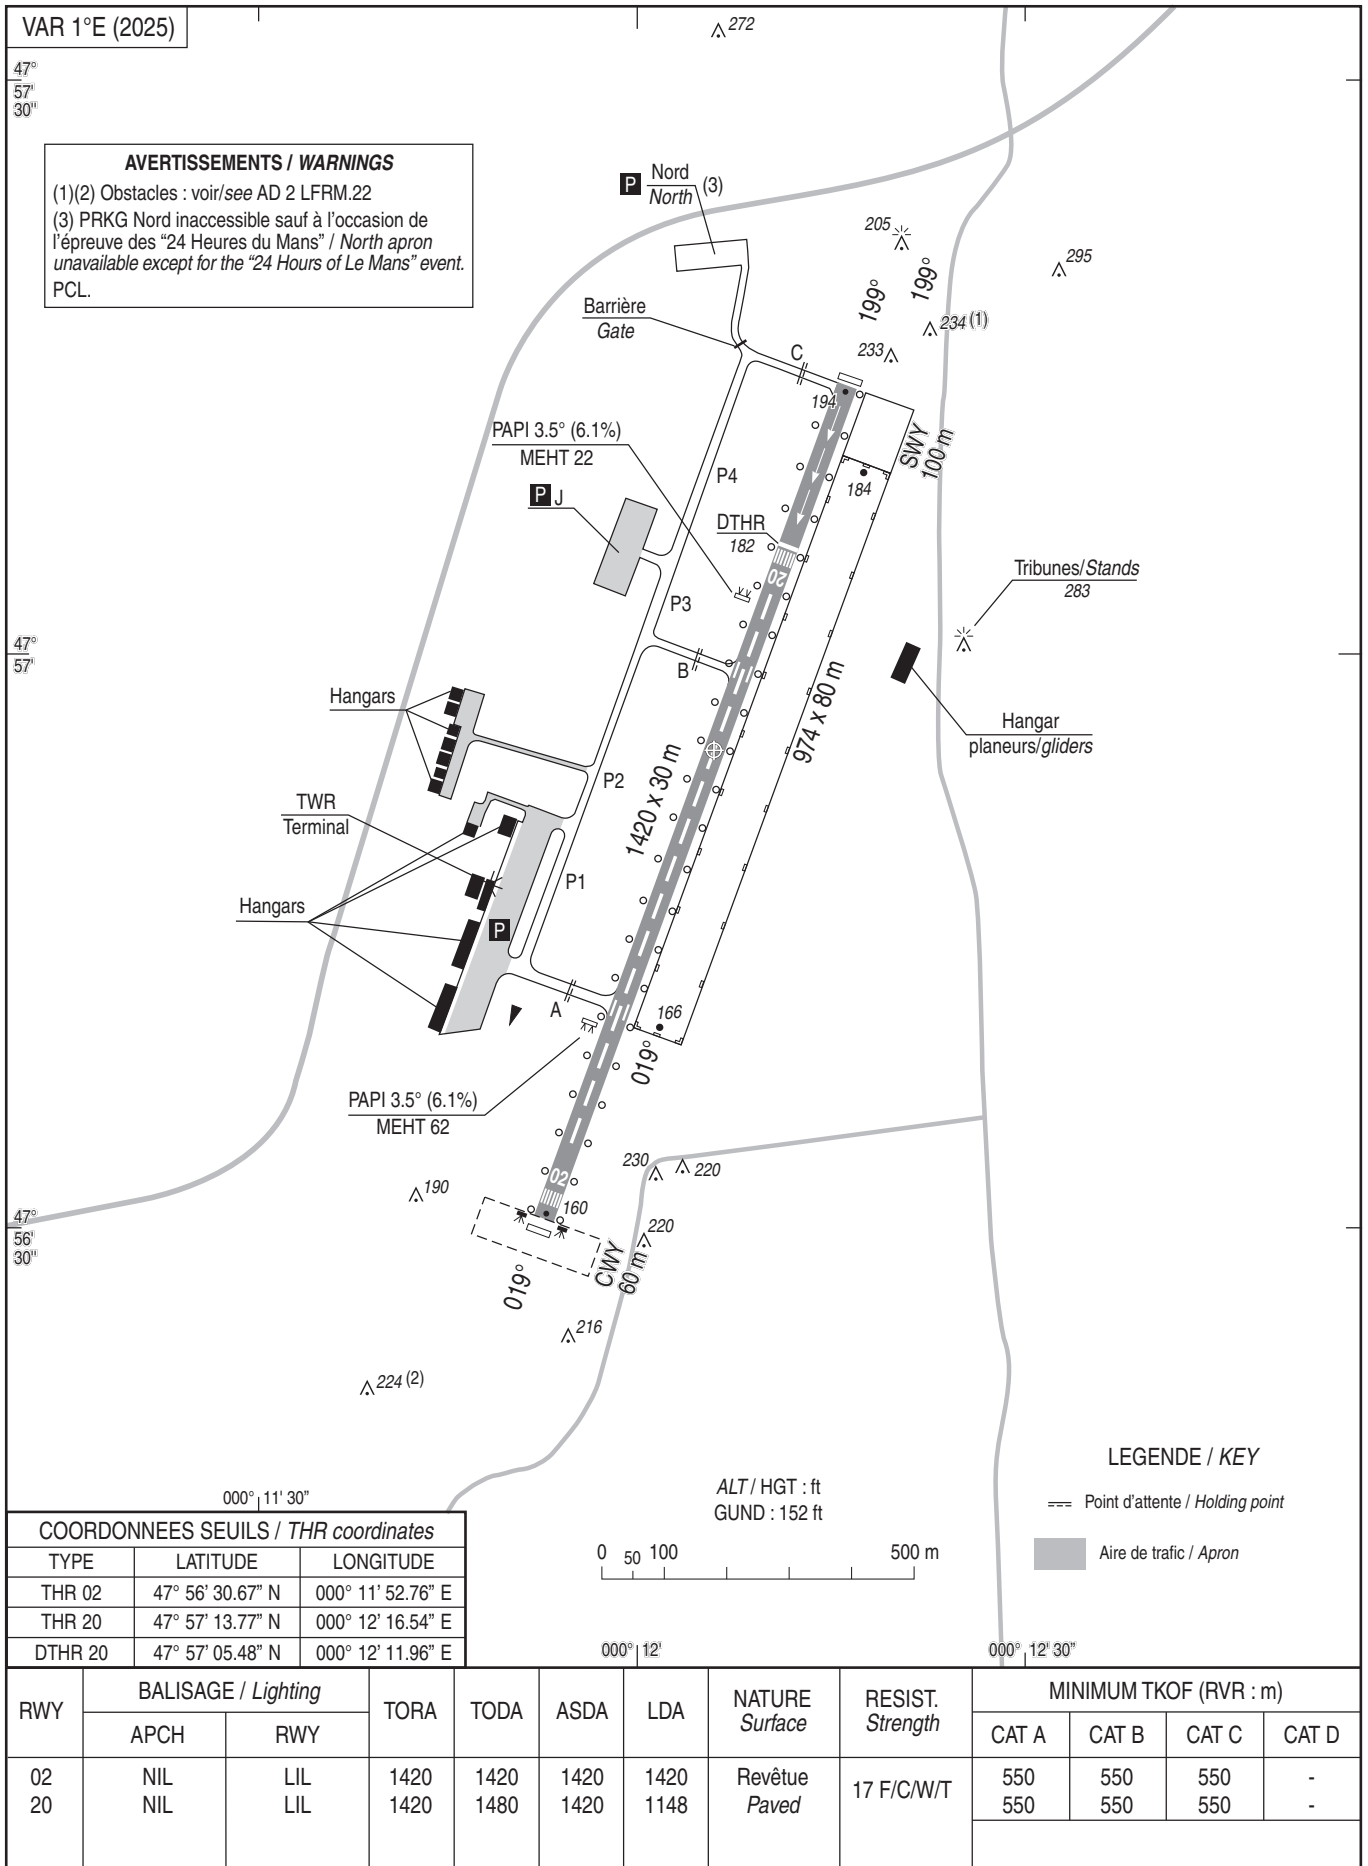 VAR 1°E (2025)
272
47°
57'
30"
AVERTISSEMENTS / WARNINGS
(1)(2) Obstacles : voir/see AD 2 LFRM.22
(3) PRKG Nord inaccessible sauf à l'occasion de
l'épreuve des “24 Heures du Mans” / North apron
unavailable except for the “24 Hours of Le Mans” event.
PCL.
P Nord (3)
North
205
295
199°
199°
234 (1)
Barrière
Gate
C
233
194
PAPI 3.5° (6.1%)
MEHT 22
SWY
100 m
P4
184
P J
DTHR
182
20
Tribunes/Stands
283
P3
47°
57'
B
974 x 80 m
Hangars
Hangar
planeurs/gliders
P2
1420 x 30 m
TWR
Terminal
P1
Hangars
P
A
166
019°
PAPI 3.5° (6.1%)
MEHT 62
230
220
02
190
160
47°
56'
30"
220
CWY
60 m
019°
216
224 (2)
LEGENDE / KEY
ALT / HGT : ft
GUND : 152 ft
Point d'attente / Holding point
Aire de trafic / Apron
0 50 100 500 m
000° 11' 30”
COORDONNEES SEUILS / THR coordinates
TYPE LATITUDE LONGITUDE
THR 02 47° 56’ 30.67” N 000° 11’ 52.76” E
THR 20 47° 57’ 13.77” N 000° 12’ 16.54” E
DTHR 20 47° 57’ 05.48” N 000° 12’ 11.96” E
000° 12'
000° 12' 30"
RWY BALISAGE / Lighting TORA TODA ASDA LDA NATURE RESIST. MINIMUM TKOF (RVR : m)
Surface Strength
APCH RWY CAT A CAT B CAT C CAT D
02 NIL LIL 1420 1420 1420 1420 Revêtue 17 F/C/W/T 550 550 550 -
20 NIL LIL 1420 1480 1420 1148 Paved 550 550 550 -